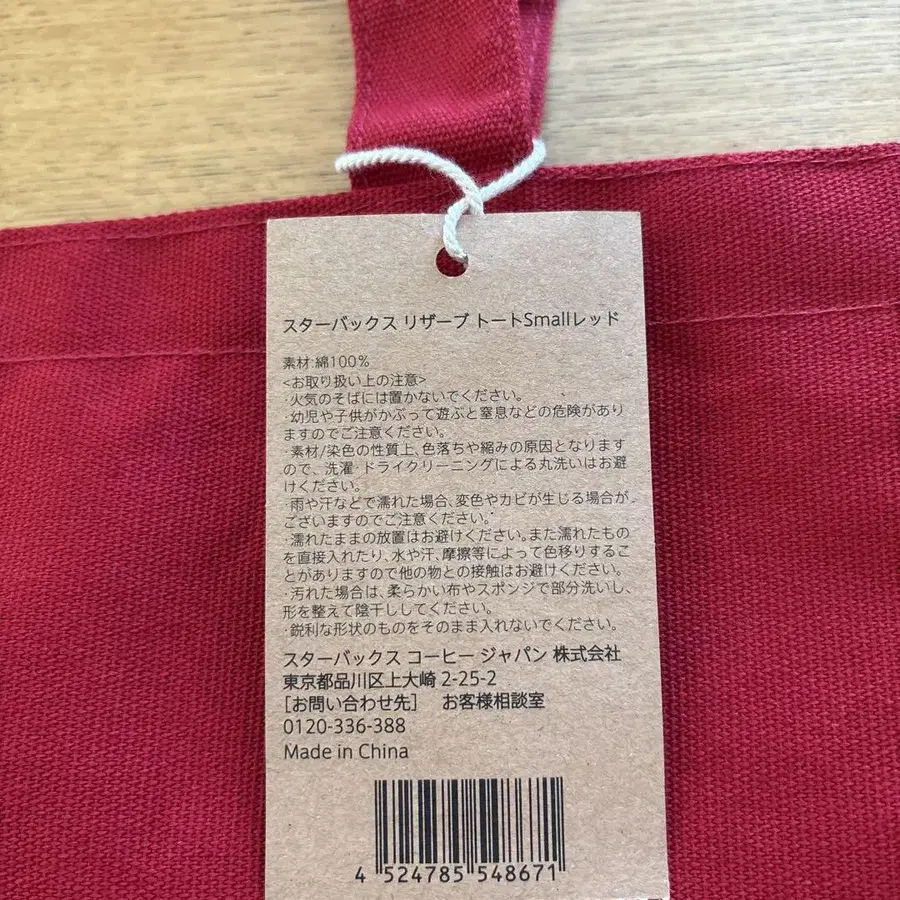 スターバックス リザーブ トートSmallレッド
素材:綿100%
<お取り扱い上の注意>
·火気のそばには置かないでください。
·幼児や子供がかぶって遊ぶと窒息などの危険があり
ますのでご注意ください。
·素材/染色の性質上、色落ちや縮みの原因となります
ので、洗濯·ドライクリーニングによる丸洗いはお避
けください。
·雨や汗などで濡れた場合、変色やカビが生じる場合が
ございますのでご注意ください。
·濡れたままの放置はお避けください。また濡れたもの
を直接入れたり、水や汗、摩擦等によって色移りするこ
とがありますので他の物との接触はお避けください。
·汚れた場合は、柔らかい布やスポンジで部分洗いし、
形を整えて陰干ししてください。
·鋭利な形状のものをそのまま入れないでください。
スターバックス コーヒー ジャパン 株式会社
東京都品川区上大崎 2-25-2
[お問い合わせ先] お客様相談室
0120-336-388
Made in China
4 524785 548671